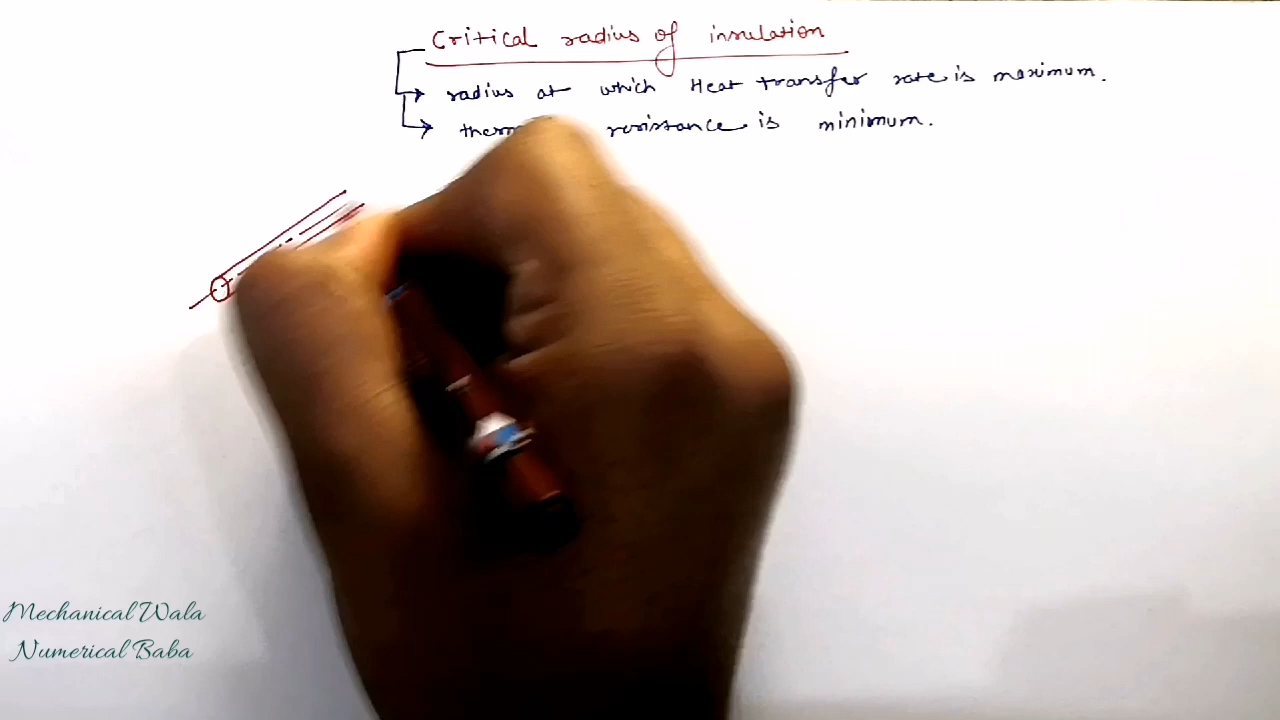 Critical radius of insulation
radius at which Heat transfer rate is maximum.
resistance is minimum.
Mechanical Wala
Numerical Baba